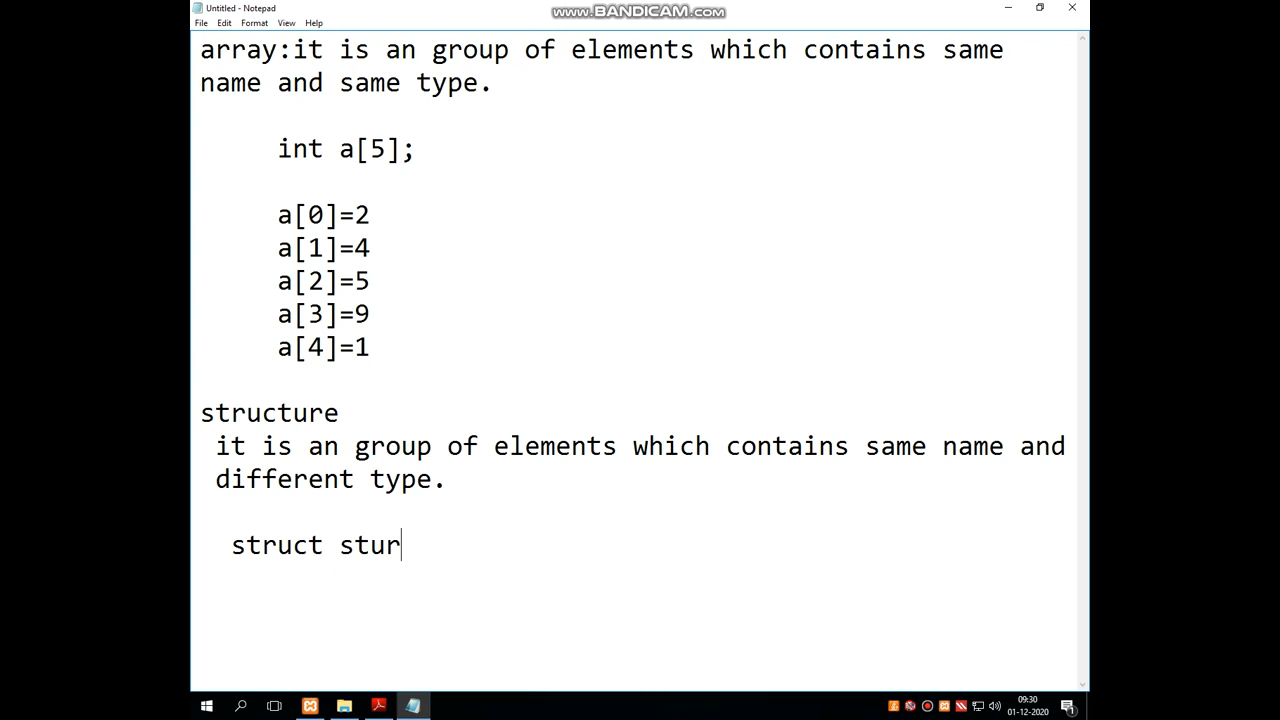 Untitled - Notepad
www.BANDICAM.com
File Edit Format View Help
array:it is an group of elements which contains same
name and same type.
int a[5];
a[0]=2
a[1]=4
a[2]=5
a[3]=9
a[4]=1
structure
it is an group of elements which contains same name and
different type.
struct stur
09:30
01-12-2020